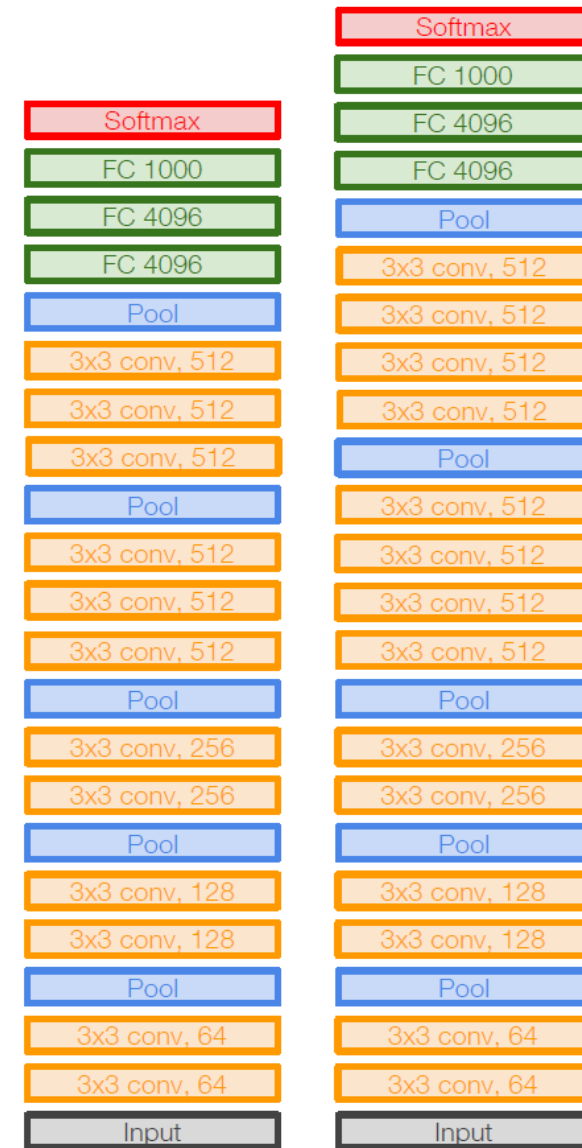 Softmax
FC 1000
FC 4096
FC 4096
Pool
3x3 conv, 512
3x3 conv, 512
3x3 conv, 512
Pool
3x3 conv, 512
3x3 conv, 512
3x3 conv, 512
Pool
3x3 conv, 256
3x3 conv, 256
Pool
3x3 conv, 128
3x3 conv, 128
Pool
3x3 conv, 64
3x3 conv, 64
Input
Softmax
FC 1000
FC 4096
FC 4096
Pool
3x3 conv, 512
3x3 conv, 512
3x3 conv, 512
3x3 conv, 512
Pool
3x3 conv, 512
3x3 conv, 512
3x3 conv, 512
3x3 conv, 512
Pool
3x3 conv, 256
3x3 conv, 256
Pool
3x3 conv, 128
3x3 conv, 128
Pool
3x3 conv, 64
3x3 conv, 64
Input